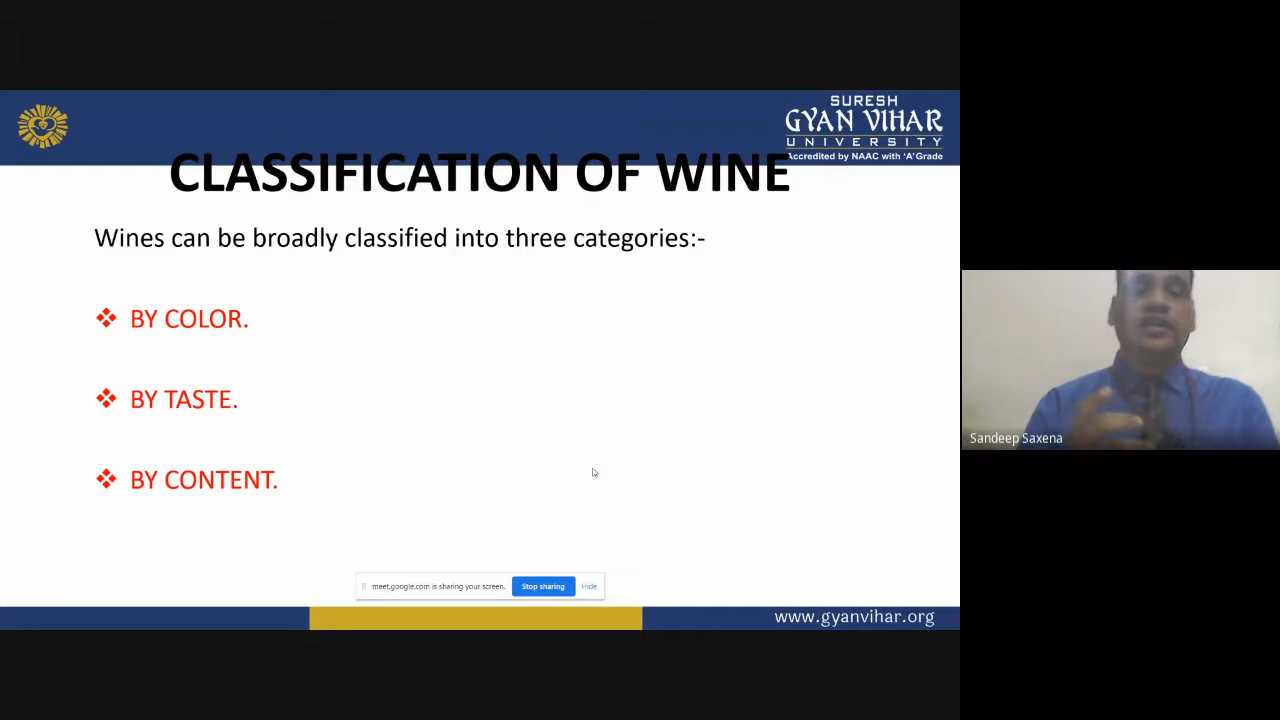 SURESH
GYAN VIHAR
UNIVERSITY
Accredited by NAAC with 'A'Grade
CLASSIFICATION OF WINE
Wines can be broadly classified into three categories:-
❖ BY COLOR.
❖ BY TASTE.
❖ BY CONTENT.
Sandeep Saxena
meet.google.com is sharing your screen. Stop sharing Hide
www.gyanvihar.org